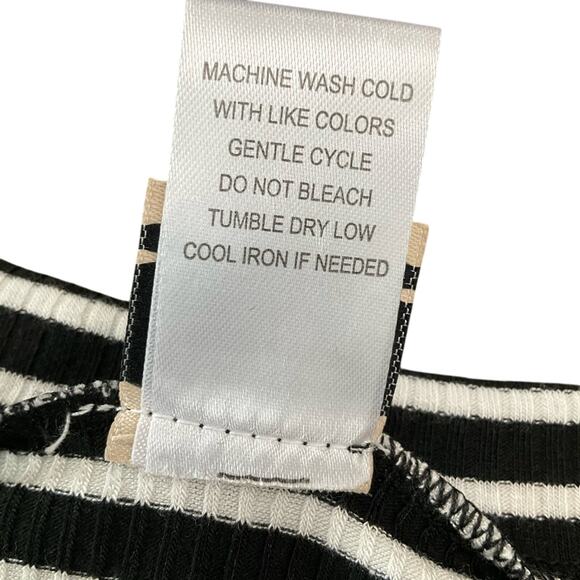 MACHINE WASH COLD
WITH LIKE COLORS
GENTLE CYCLE
DO NOT BLEACH
TUMBLE DRY LOW
COOL IRON IF NEEDED